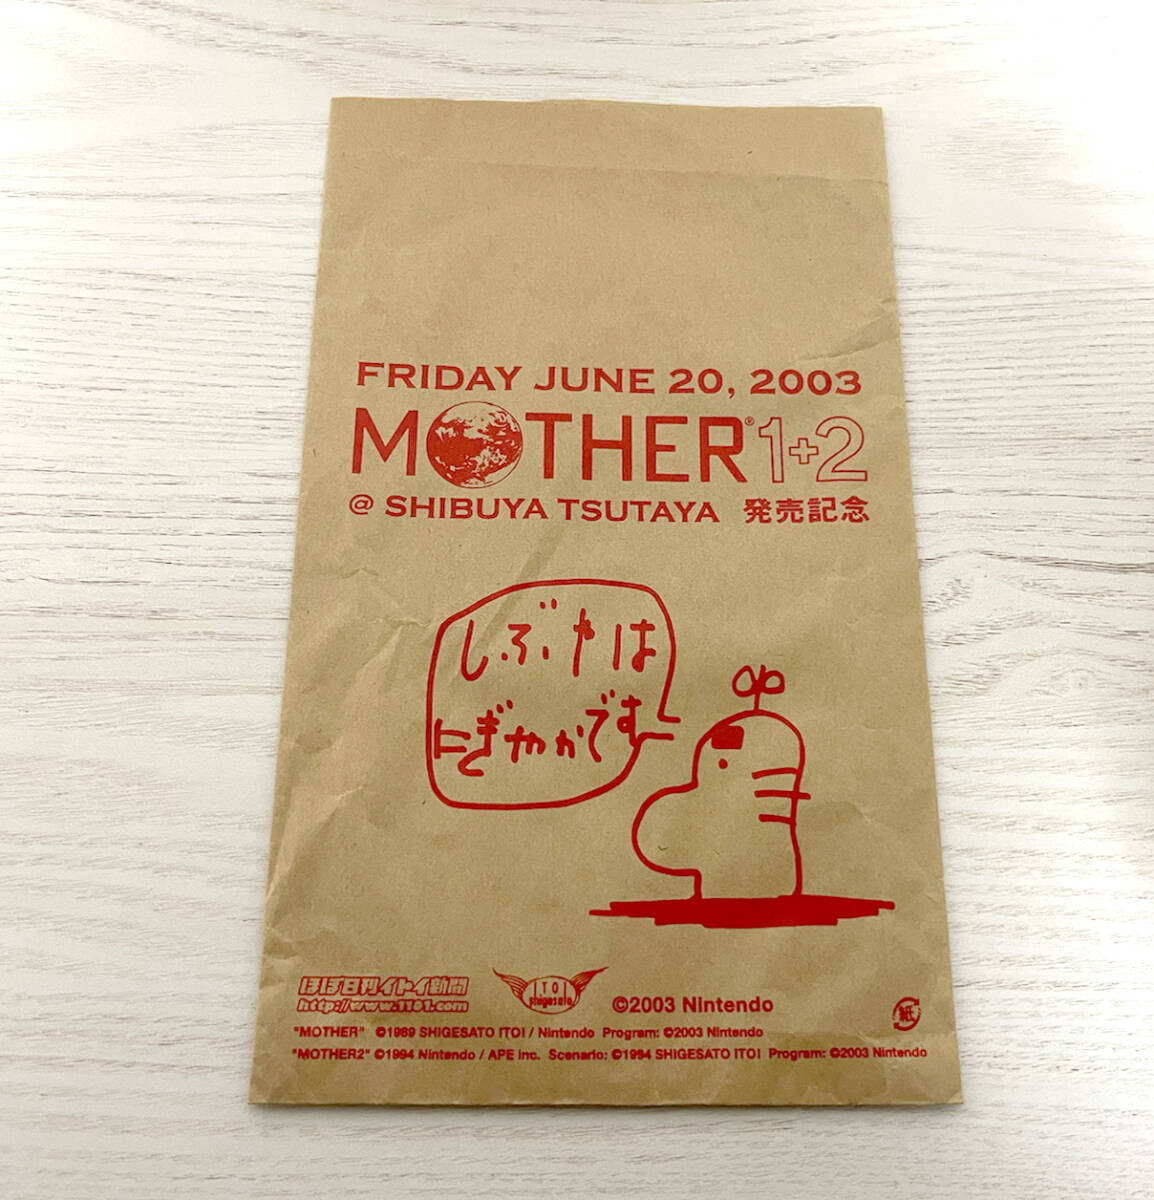 FRIDAY JUNE 20, 2003
MOTHER® 1+2
@ SHIBUYA TSUTAYA 発売記念
しぶやは
にぎやかです
ほぼ日刊イトイ新聞
http://www.1101.com
ITOI
shigesato
©2003 Nintendo
紙
"MOTHER" ©1989 SHIGESATO ITOI / Nintendo Program: ©2003 Nintendo
"MOTHER2" ©1994 Nintendo / APE inc. Scenario: ©1994 SHIGESATO ITOI Program: ©2003 Nintendo